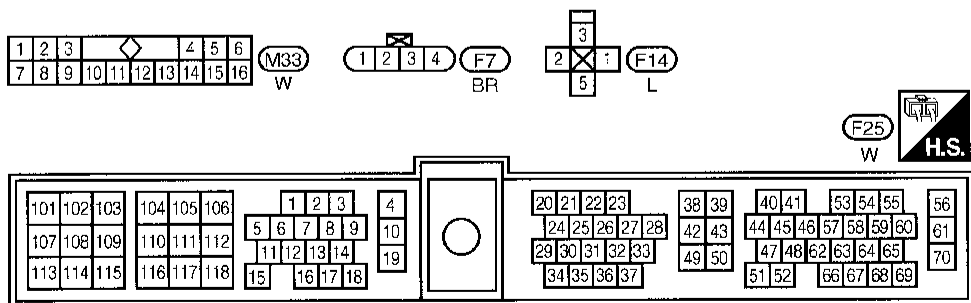 1 2 3 4 5 6
7 8 9 10 11 12 13 14 15 16
M33
W
1 2 3 4
F7
BR
3
2 1
5
F14
L
F25
W
H.S.
101 102 103 104 105 106 1 2 3 4 20 21 22 23 38 39 40 41 53 54 55 56
107 108 109 110 111 112 5 6 7 8 9 10 24 25 26 27 28 42 43 44 45 46 57 58 59 60 61
113 114 115 116 117 118 11 12 13 14 19 29 30 31 32 33 49 50 47 48 62 63 64 65 70
15 16 17 18 34 35 36 37 51 52 66 67 68 69